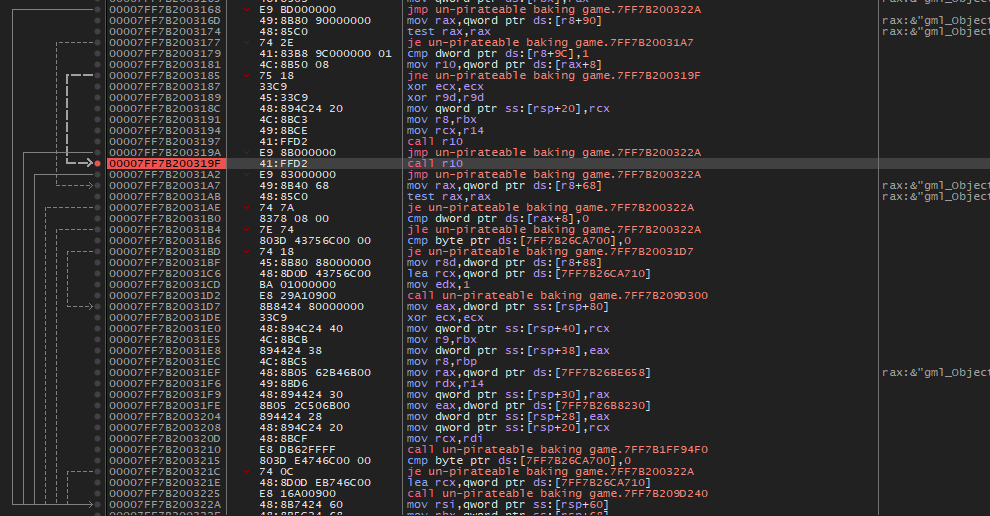 00007FF7B2003168 E9 BD000000 jmp un-pirateable baking game.7FF7B200322A
00007FF7B200316D 49:8B80 90000000 mov rax,qword ptr ds:[r8+90] rax:&"gml_Object
00007FF7B2003174 48:85C0 test rax,rax rax:&"gml_Object
00007FF7B2003177 74 2E je un-pirateable baking game.7FF7B20031A7
00007FF7B2003179 41:83B8 9C000000 01 cmp dword ptr ds:[r8+9C],1
00007FF7B2003181 4C:8B50 08 mov r10,qword ptr ds:[rax+8]
00007FF7B2003185 75 18 jne un-pirateable baking game.7FF7B200319F
00007FF7B2003187 33C9 xor ecx,ecx
00007FF7B2003189 45:33C9 xor r9d,r9d
00007FF7B200318C 48:894C24 20 mov qword ptr ss:[rsp+20],rcx
00007FF7B2003191 4C:8BC3 mov r8,rbx
00007FF7B2003194 49:8BCE mov rcx,r14
00007FF7B2003197 41:FFD2 call r10
00007FF7B200319A E9 8B000000 jmp un-pirateable baking game.7FF7B200322A
00007FF7B200319F 41:FFD2 call r10
00007FF7B20031A2 E9 83000000 jmp un-pirateable baking game.7FF7B200322A
00007FF7B20031A7 49:8B40 68 mov rax,qword ptr ds:[r8+68] rax:&"gml_Object
00007FF7B20031AB 48:85C0 test rax,rax rax:&"gml_Object
00007FF7B20031AE 74 7A je un-pirateable baking game.7FF7B200322A
00007FF7B20031B0 8378 08 00 cmp dword ptr ds:[rax+8],0
00007FF7B20031B4 7E 74 jle un-pirateable baking game.7FF7B200322A
00007FF7B20031B6 803D 43756C00 00 cmp byte ptr ds:[7FF7B26CA700],0
00007FF7B20031BD 74 18 je un-pirateable baking game.7FF7B20031D7
00007FF7B20031BF 45:8B80 88000000 mov r8d,dword ptr ds:[r8+88]
00007FF7B20031C6 48:8D0D 43756C00 lea rcx,qword ptr ds:[7FF7B26CA710]
00007FF7B20031CD BA 01000000 mov edx,1
00007FF7B20031D2 E8 29A10900 call un-pirateable baking game.7FF7B209D300
00007FF7B20031D7 8B8424 80000000 mov eax,dword ptr ss:[rsp+80]
00007FF7B20031DE 33C9 xor ecx,ecx
00007FF7B20031E0 48:894C24 40 mov qword ptr ss:[rsp+40],rcx
00007FF7B20031E5 4C:8BCB mov r9,rbx
00007FF7B20031E8 894424 38 mov dword ptr ss:[rsp+38],eax
00007FF7B20031EC 4C:8BC5 mov r8,rbp
00007FF7B20031EF 48:8B05 62B46B00 mov rax,qword ptr ds:[7FF7B26BE658] rax:&"gml_Object
00007FF7B20031F6 49:8BD6 mov rdx,r14
00007FF7B20031F9 48:894424 30 mov qword ptr ss:[rsp+30],rax
00007FF7B20031FE 8B05 2C506B00 mov eax,dword ptr ds:[7FF7B26B8230]
00007FF7B2003204 894424 28 mov dword ptr ss:[rsp+28],eax
00007FF7B2003208 48:894C24 20 mov qword ptr ss:[rsp+20],rcx
00007FF7B200320D 48:8BCF mov rcx,rdi
00007FF7B2003210 E8 DB62FFFF call un-pirateable baking game.7FF7B1FF94F0
00007FF7B2003215 803D E4746C00 00 cmp byte ptr ds:[7FF7B26CA700],0
00007FF7B200321C 74 0C je un-pirateable baking game.7FF7B200322A
00007FF7B200321E 48:8D0D EB746C00 lea rcx,qword ptr ds:[7FF7B26CA710]
00007FF7B2003225 E8 16A00900 call un-pirateable baking game.7FF7B209D240
00007FF7B200322A 48:8B7424 60 mov rsi,qword ptr ss:[rsp+60]